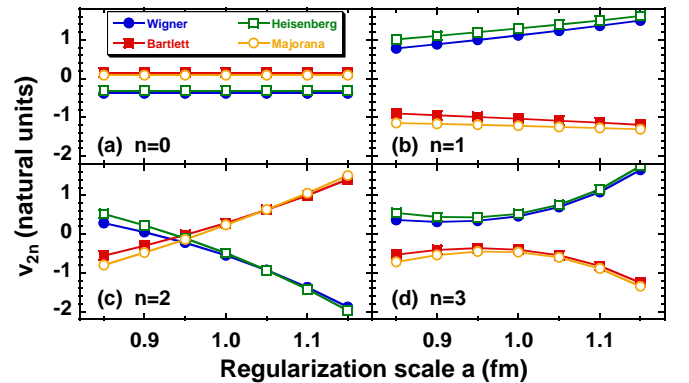 Wigner
Heisenberg
Bartlett
Majorana
1
0
-1
-2
(a) n=0
(b) n=1
v2n (natural units)
1
0
-1
-2
(c) n=2
(d) n=3
0.9
1.0
1.1
0.9
1.0
1.1
Regularization scale a (fm)